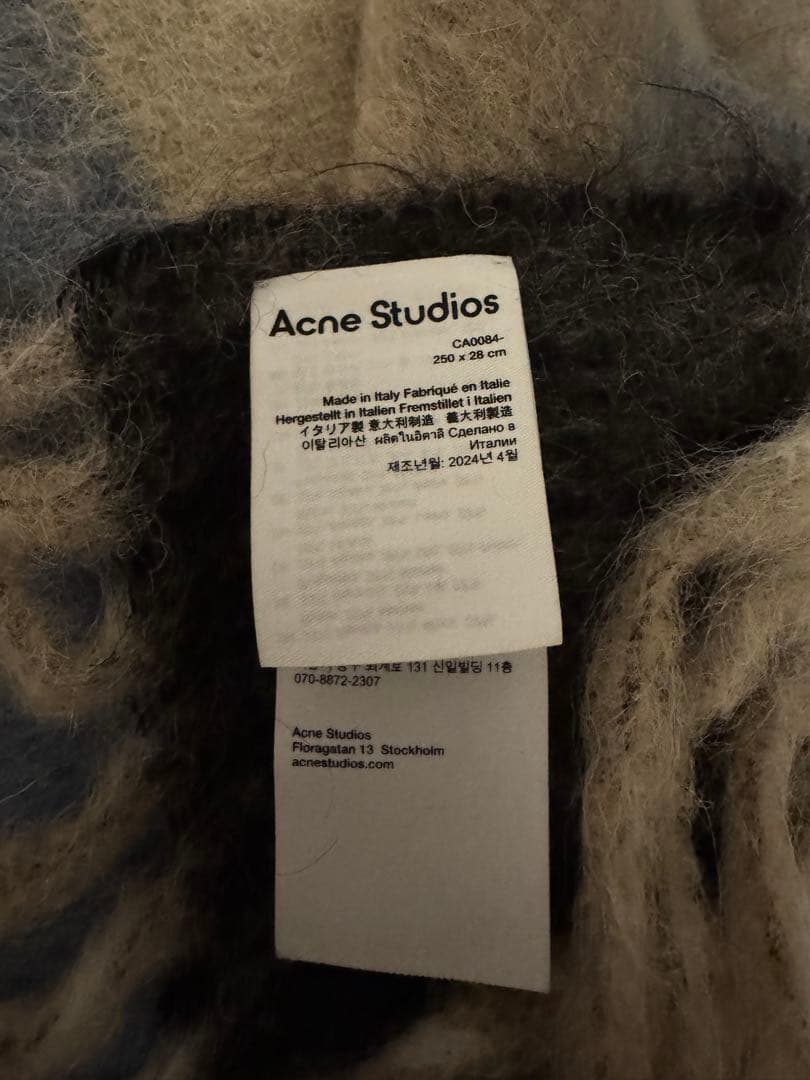 Acne Studios
CA0084-
250 x 28 cm
Made in Italy Fabriqué en Italie
Hergestellt in Italien Fremstillet i Italien
イタリア製 意大利制造 義大利製造
이탈리아산 ผลิตในอิตาลี Сделано в
Италии
제조년월: 2024년 4월
131 신일빌딩 11층
070-8872-2307
Acne Studios
Floragatan 13 Stockholm
acnestudios.com